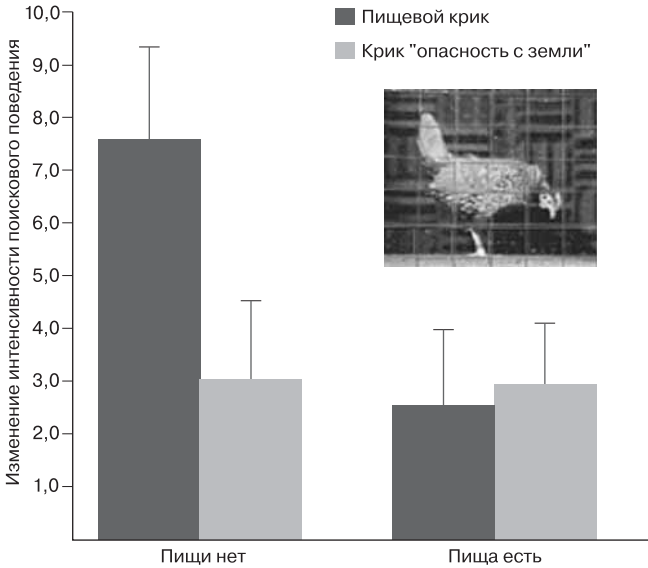 Изменение интенсивности поискового поведения
10,0
9,0
8,0
7,0
6,0
5,0
4,0
3,0
2,0
1,0
Пищевой крик
Крик "опасность с земли"
Пищи нет
Пища есть